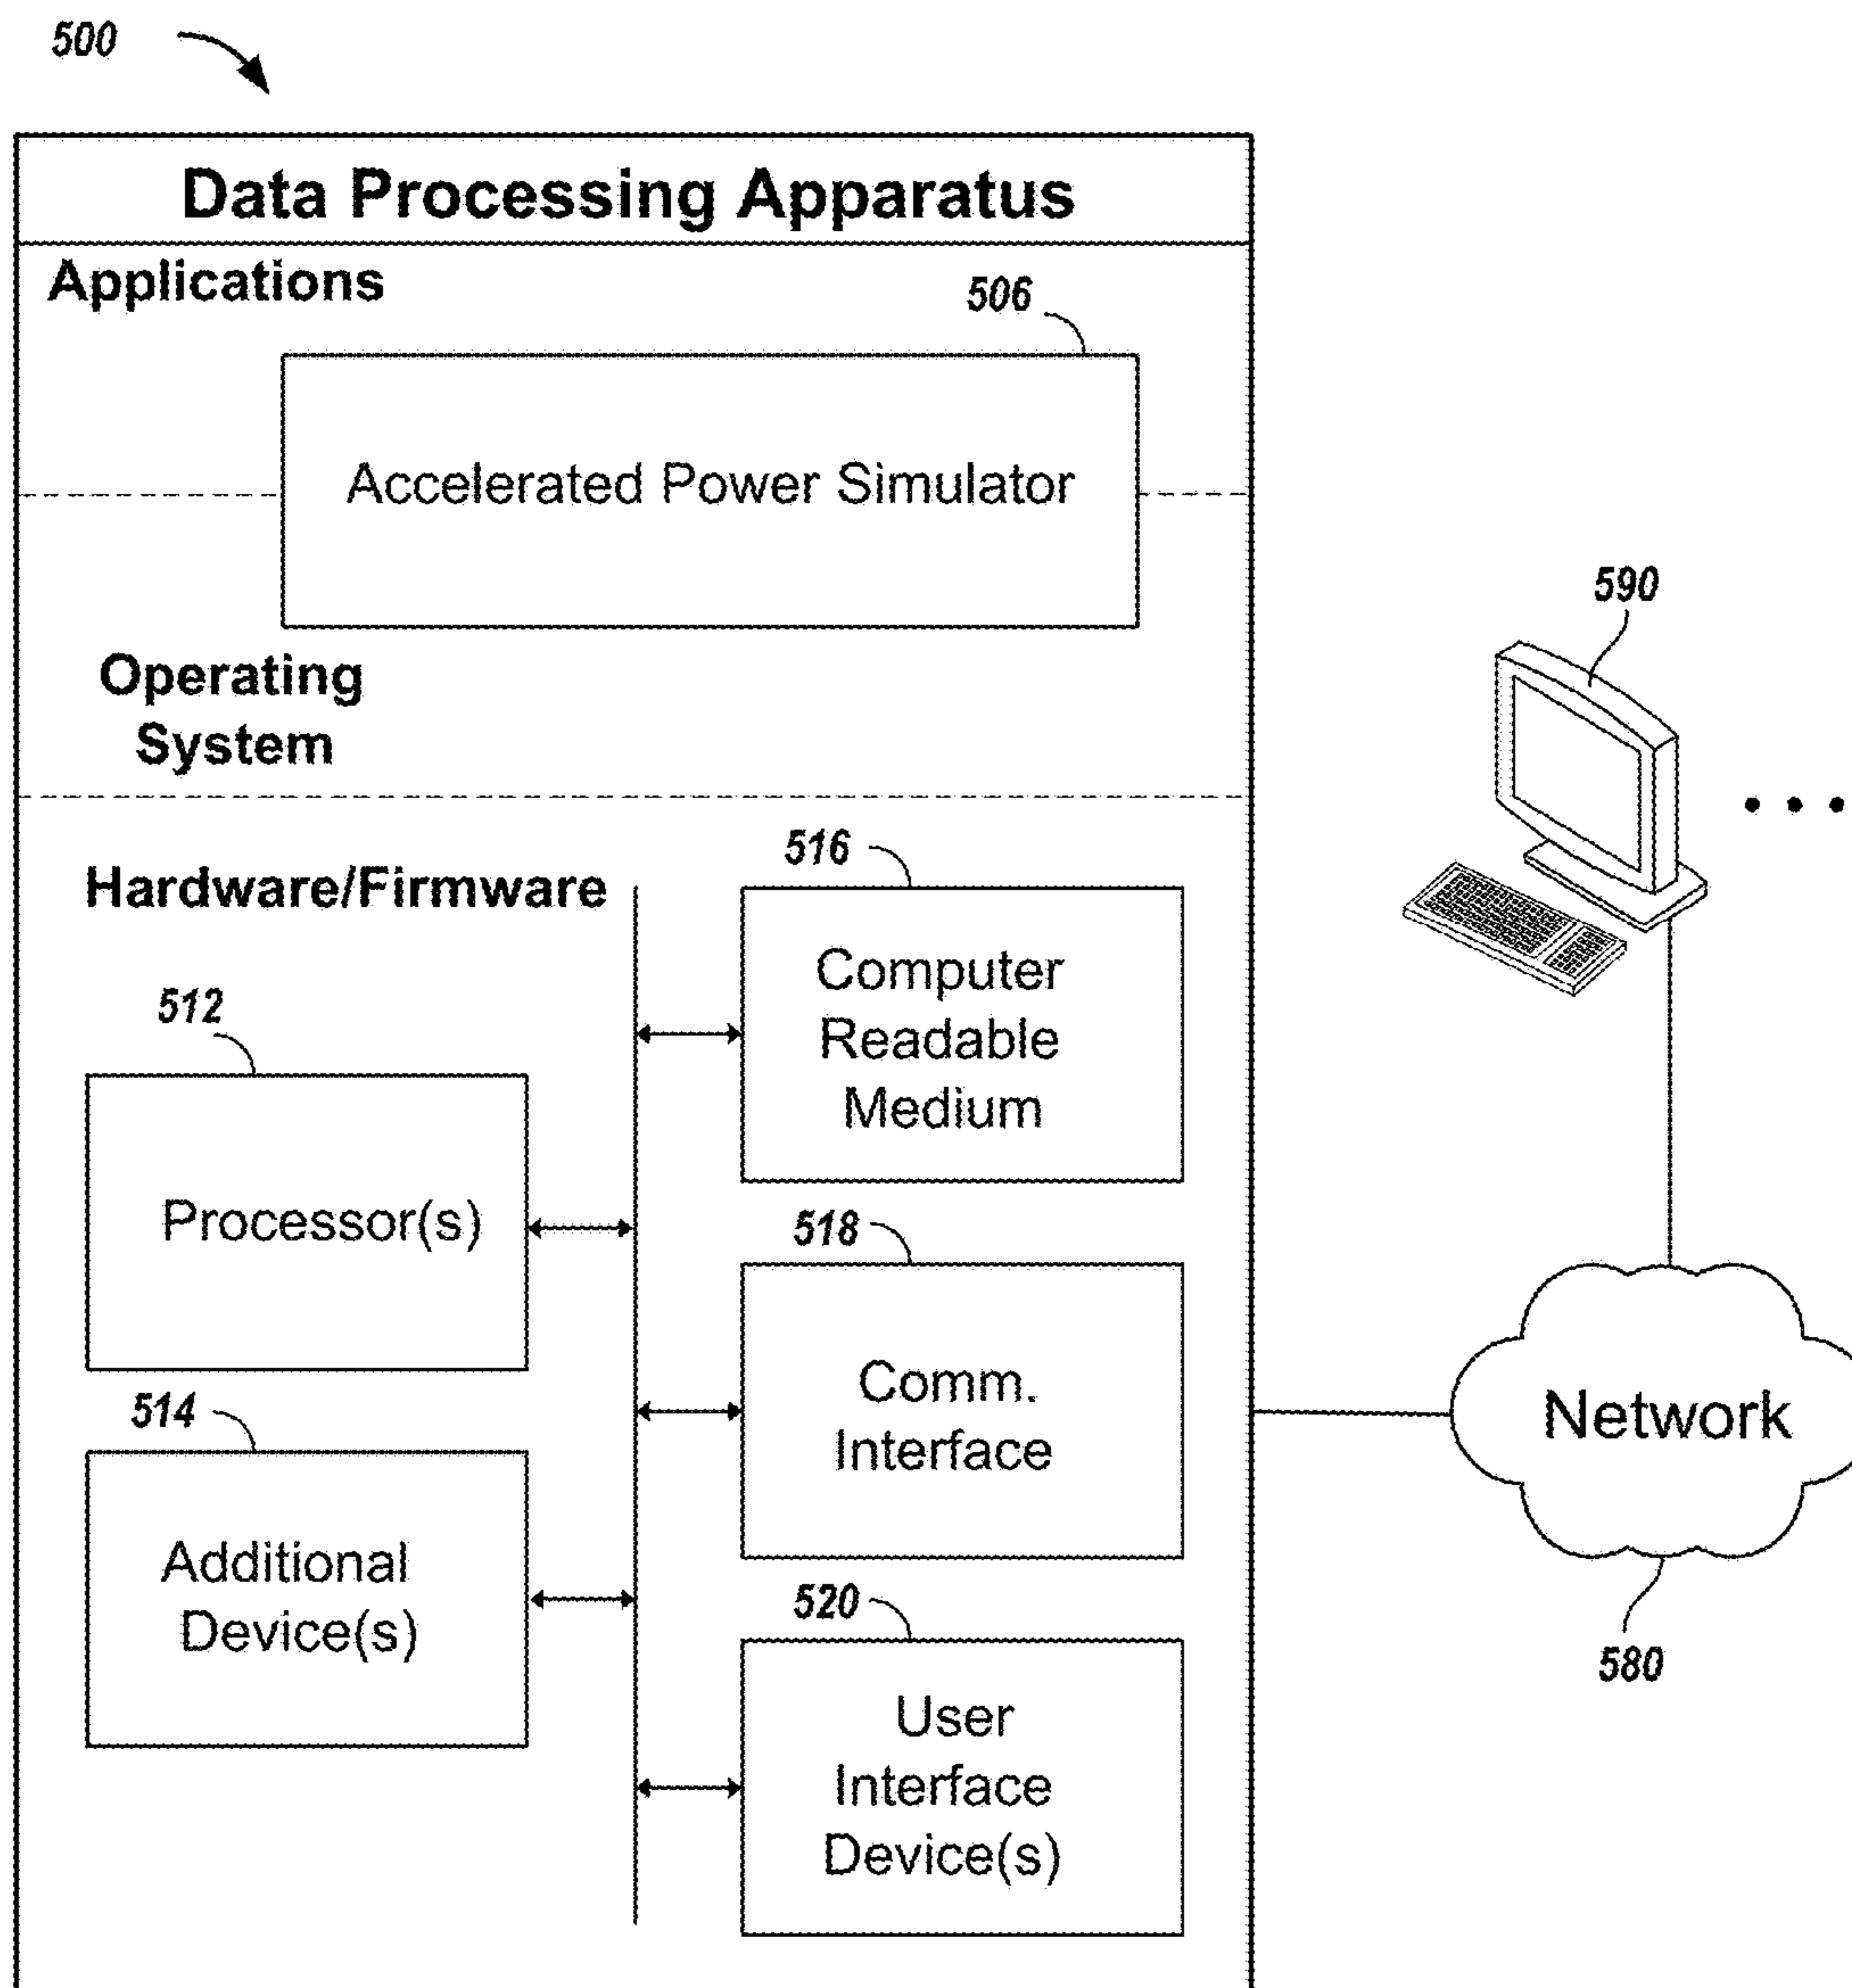 500
Data Processing Apparatus
Applications
506
Accelerated Power Simulator
Operating
System
590
Hardware/Firmware
516
Computer
Readable
Medium
512
Processor(s)
518
Comm.
Interface
514
Additional
Device(s)
520
User
Interface
Device(s)
Network
580